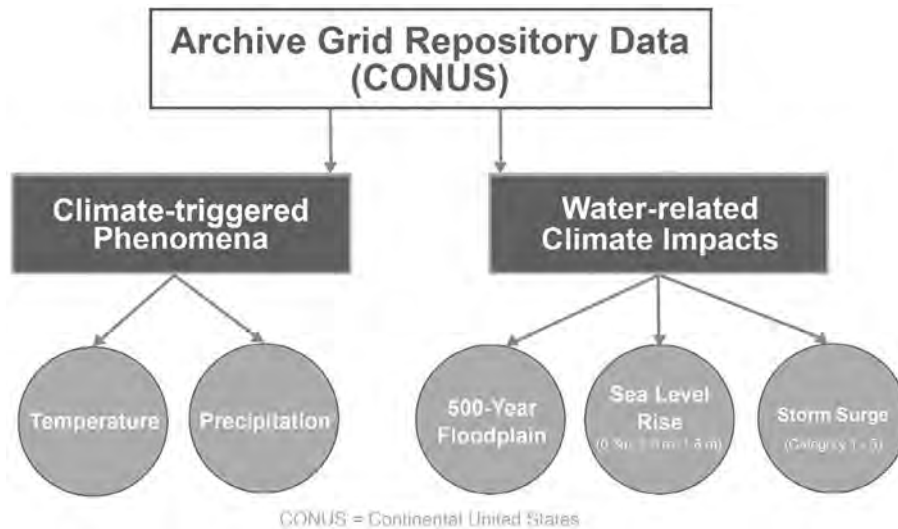 Archive Grid Repository Data
(CONUS)
Climate-triggered
Phenomena
Water-related
Climate Impacts
Temperature
Precipitation
500-Year
Floodplain
Sea Level
Rise
Storm Surge
(Category 1 - 5)
CONUS = Continental United States